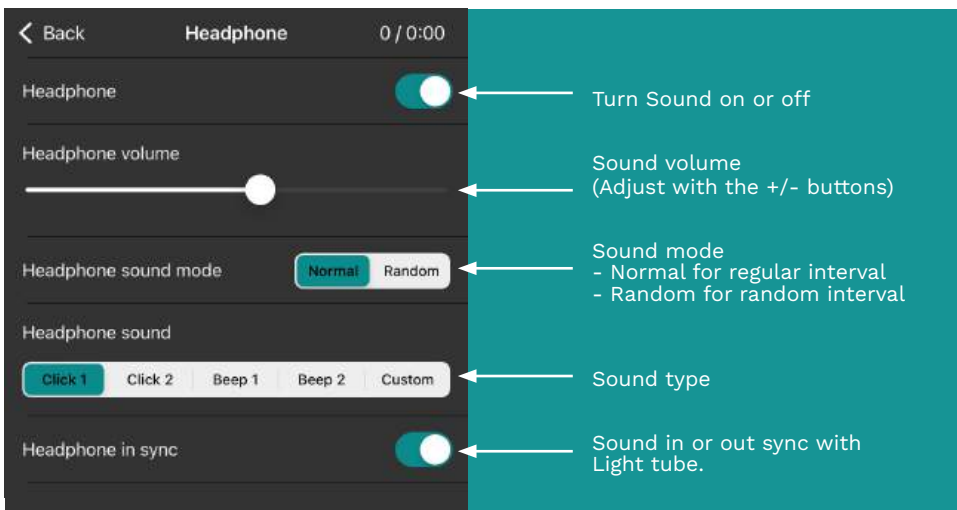 Back
Headphone
0 / 0:00
Headphone
Turn Sound on or off
Headphone volume
Sound volume
(Adjust with the +/- buttons)
Headphone sound mode
Normal
Random
Sound mode
- Normal for regular interval
- Random for random interval
Headphone sound
Click 1
Click 2
Beep 1
Beep 2
Custom
Sound type
Headphone in sync
Sound in or out sync with
Light tube.